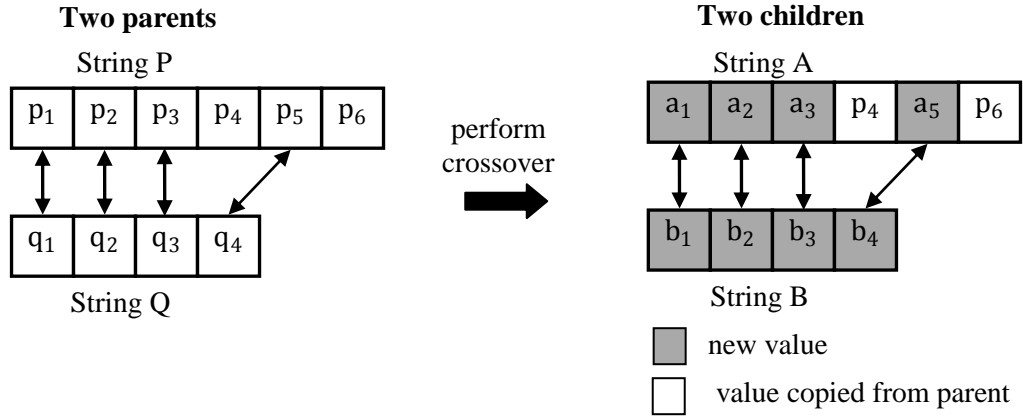 Two parents
String P
p₁ p₂ p₃ p₄ p₅ p₆
q₁ q₂ q₃ q₄
String Q
perform
crossover
Two children
String A
a₁ a₂ a₃ p₄ a₅ p₆
b₁ b₂ b₃ b₄
String B
new value
value copied from parent